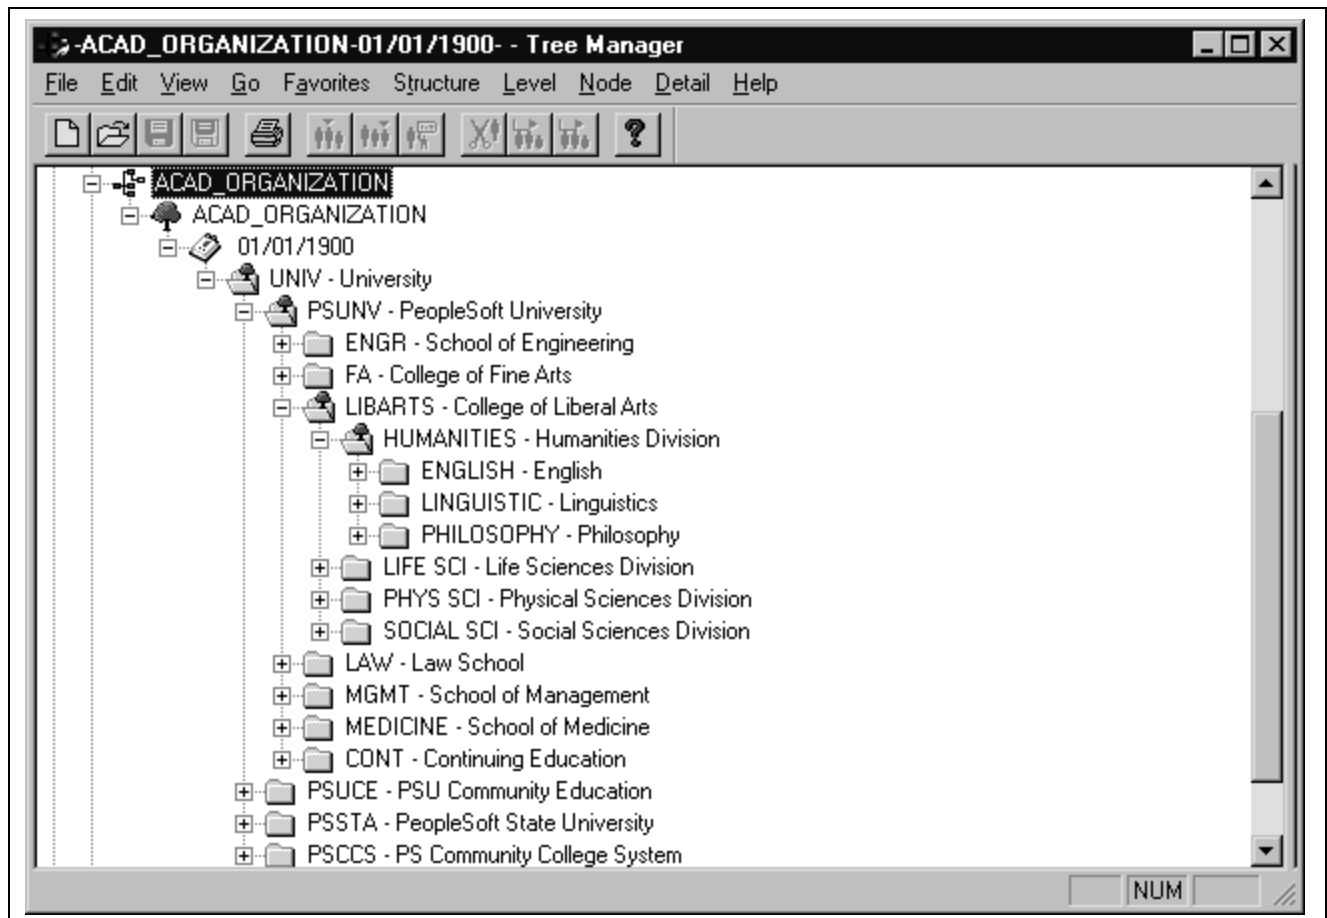 -ACAD_ORGANIZATION-01/01/1900- - Tree Manager
File Edit View Go Favorites Structure Level Node Detail Help
ACAD_ORGANIZATION
ACAD_ORGANIZATION
01/01/1900
UNIV - University
PSUNV - PeopleSoft University
ENGR - School of Engineering
FA - College of Fine Arts
LIBARTS - College of Liberal Arts
HUMANITIES - Humanities Division
ENGLISH - English
LINGUISTIC - Linguistics
PHILOSOPHY - Philosophy
LIFE SCI - Life Sciences Division
PHYS SCI - Physical Sciences Division
SOCIAL SCI - Social Sciences Division
LAW - Law School
MGMT - School of Management
MEDICINE - School of Medicine
CONT - Continuing Education
PSUCE - PSU Community Education
PSSTA - PeopleSoft State University
PSCCS - PS Community College System
NUM